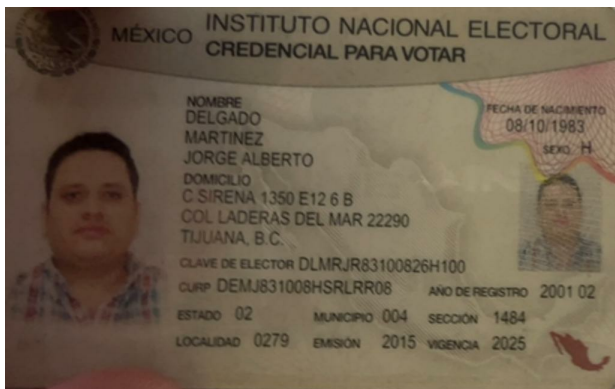 MÉXICO
INSTITUTO NACIONAL ELECTORAL
CREDENCIAL PARA VOTAR
NOMBRE
DELGADO
MARTINEZ
JORGE ALBERTO
FECHA DE NACIMIENTO
08/10/1983
SEXO H
DOMICILIO
C SIRENA 1350 E12 6 B
COL LADERAS DEL MAR 22290
TIJUANA, B.C.
CLAVE DE ELECTOR DLMRJR83100826H100
CURP DEMJ831008HSRLRR08 AÑO DE REGISTRO 2001 02
ESTADO 02 MUNICIPIO 004 SECCIÓN 1484
LOCALIDAD 0279 EMISIÓN 2015 VIGENCIA 2025